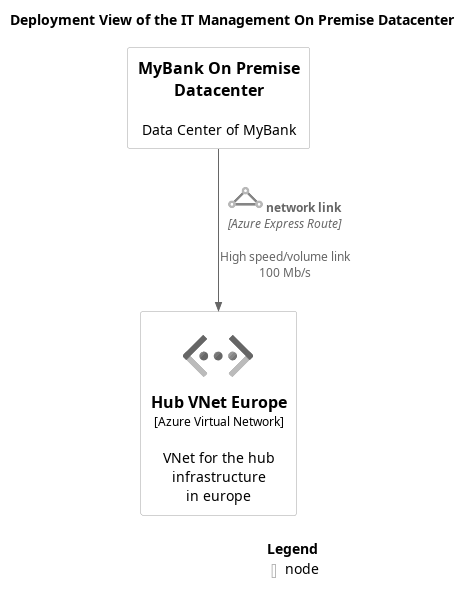 Deployment View of the IT Management On Premise Datacenter
MyBank On Premise
Datacenter
Data Center of MyBank
network link
[Azure Express Route]
High speed/volume link
100 Mb/s
Hub VNet Europe
[Azure Virtual Network]
VNet for the hub
infrastructure
in europe
Legend
node